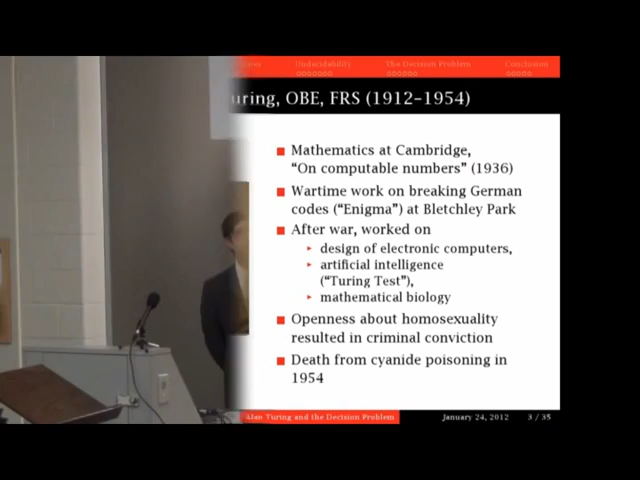 Undecidability The Decision Problem Conclusion
uring, OBE, FRS (1912–1954)
Mathematics at Cambridge,
“On computable numbers” (1936)
Wartime work on breaking German
codes (“Enigma”) at Bletchley Park
After war, worked on
design of electronic computers,
artificial intelligence
(“Turing Test”),
mathematical biology
Openness about homosexuality
resulted in criminal conviction
Death from cyanide poisoning in
1954
Alan Turing and the Decision Problem January 24, 2012 3 / 35